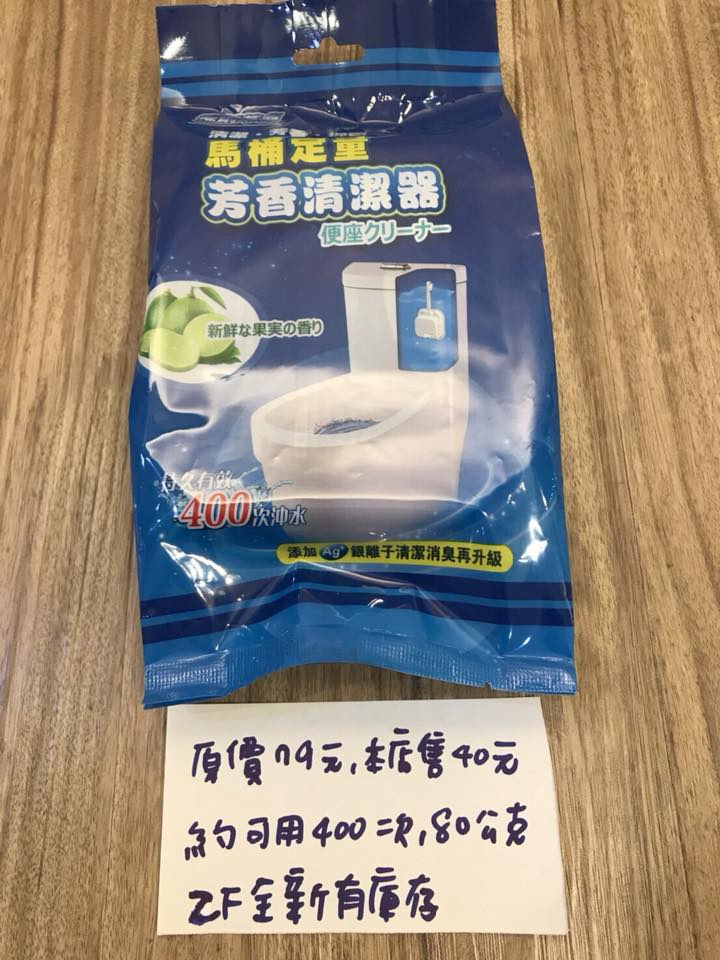 清潔・芳香・
馬桶定量
芳香清潔器
便座クリーナー
新鮮な果実の香り
持久有效
400次沖水
添加 Ag+ 銀離子清潔消臭再升級
原價79元,本店售40元
約可用400次,80公克
2F全新有庫存